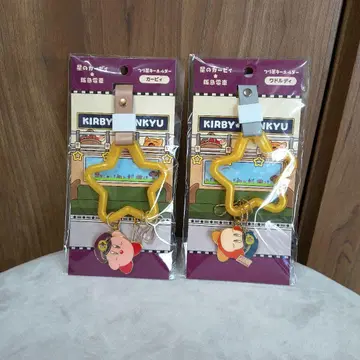 星のカービィ
★
阪急電車
つり革キーホルダー
カービィ
KIRBY★ NKYU
星のカービィ
★
阪急電車
つり革キーホルダー
ワドルディ
KIRBY NKYU